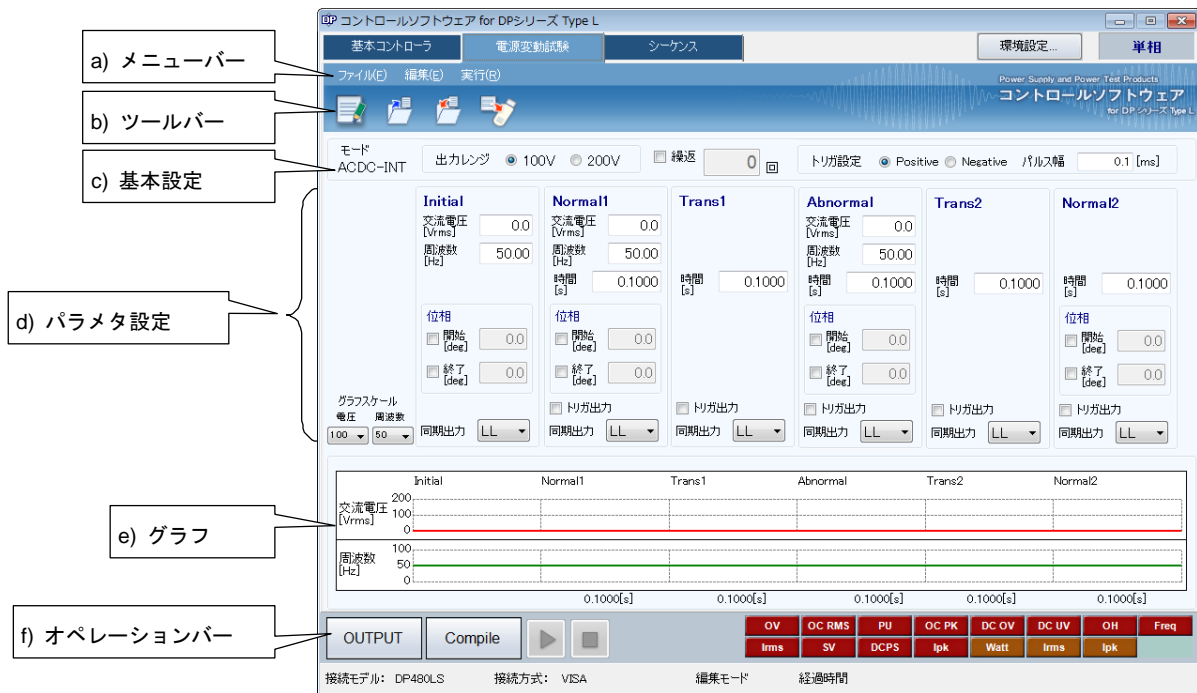 コントロールソフトウェア for DPシリーズ Type L
基本コントローラ 電源変動試験 シーケンス 環境設定... 単相
a) メニューバー
ファイル(F) 編集(E) 実行(R)
Power Supply and Power Test Products
コントロールソフトウェア
for DP シリーズ Type L
b) ツールバー
c) 基本設定
モード
ACDC-INT
出力レンジ 100V 200V 繰返 0 回 トリガ設定 Positive Negative パルス幅 0.1 [ms]
d) パラメタ設定
Initial Normal1 Trans1 Abnormal Trans2 Normal2
交流電圧 [Vrms] 0.0 交流電圧 [Vrms] 0.0 交流電圧 [Vrms] 0.0
周波数 [Hz] 50.00 周波数 [Hz] 50.00 周波数 [Hz] 50.00
時間 [s] 0.1000 時間 [s] 0.1000 時間 [s] 0.1000 時間 [s] 0.1000 時間 [s] 0.1000
位相 位相 位相 位相
開始 [deg] 0.0 開始 [deg] 0.0 開始 [deg] 0.0 開始 [deg] 0.0
終了 [deg] 0.0 終了 [deg] 0.0 終了 [deg] 0.0 終了 [deg] 0.0
トリガ出力 トリガ出力 トリガ出力 トリガ出力 トリガ出力
グラフスケール
電圧 周波数
100 50
同期出力 LL 同期出力 LL 同期出力 LL 同期出力 LL 同期出力 LL 同期出力 LL
e) グラフ
Initial Normal1 Trans1 Abnormal Trans2 Normal2
交流電圧
[Vrms]
200
100
0
周波数
[Hz]
100
50
0
0.1000[s] 0.1000[s] 0.1000[s] 0.1000[s] 0.1000[s]
f) オペレーションバー
OUTPUT Compile
OV OC RMS PU OC PK DC OV DC UV OH Freq
Irms SV DCPS Ipk Watt Irms Ipk
接続モデル: DP480LS 接続方式: VISA 編集モード 経過時間